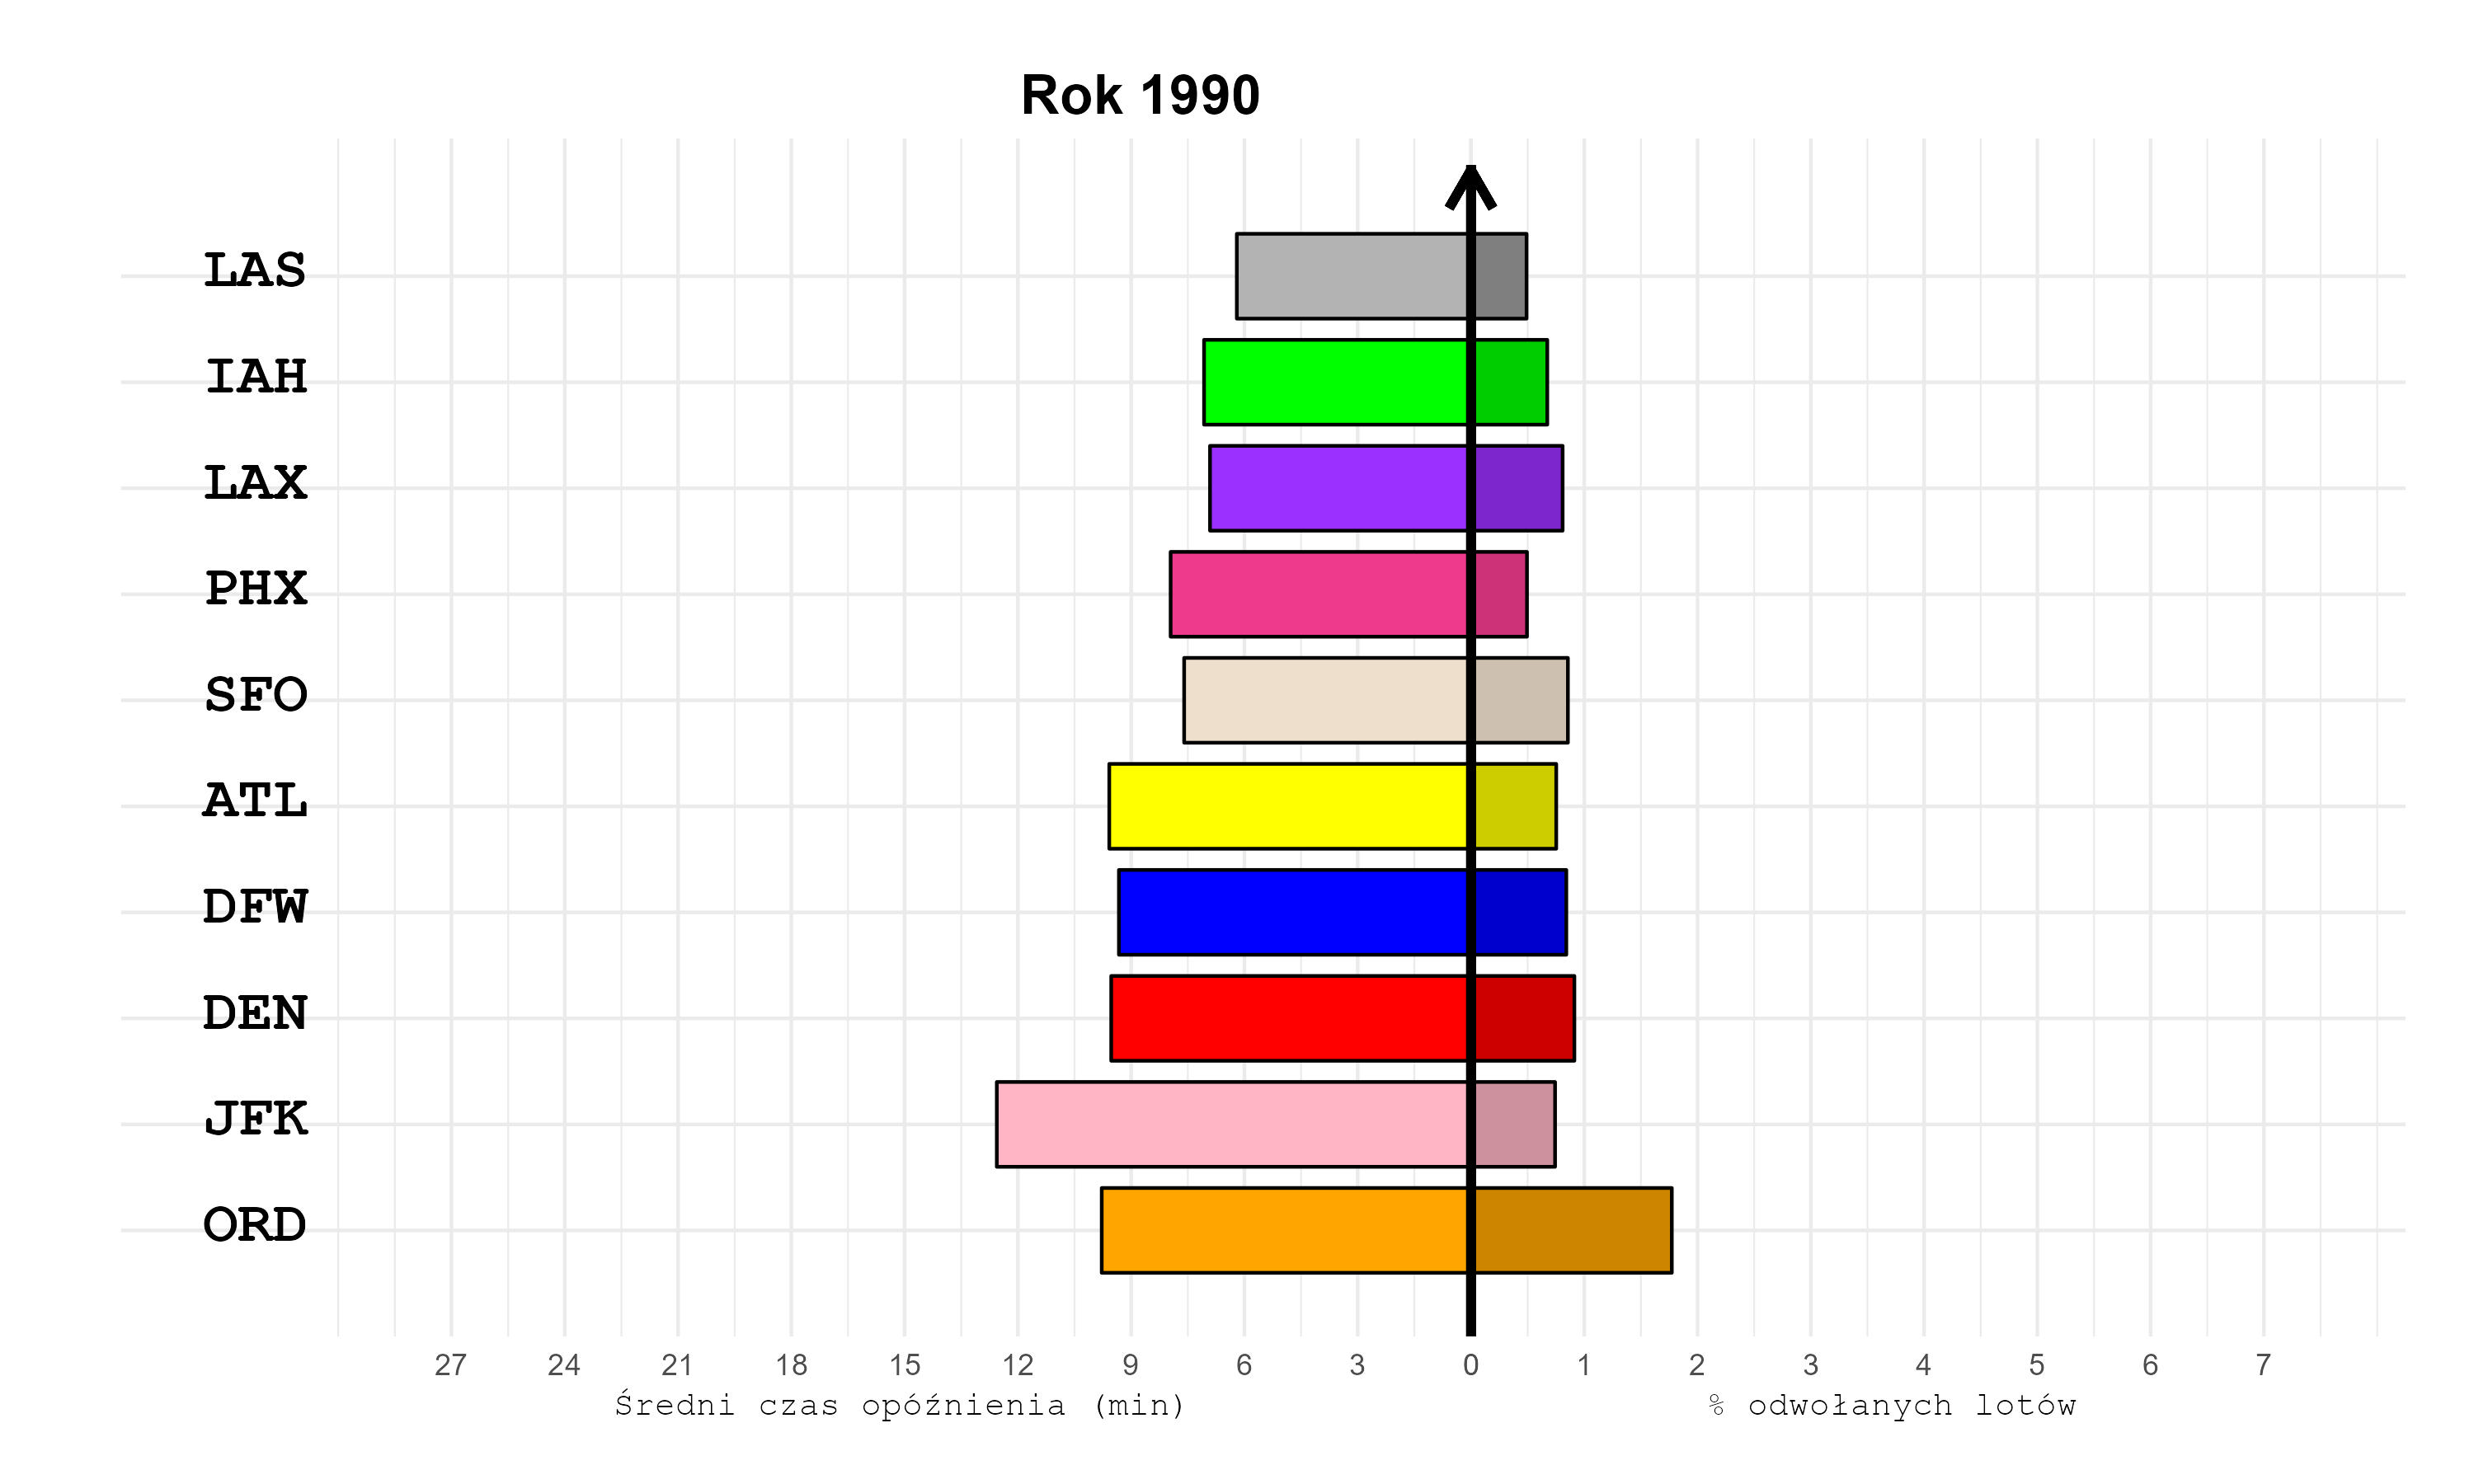 Rok 1990
LAS
IAH
LAX
PHX
SFO
ATL
DFW
DEN
JFK
ORD
27 24 21 18 15 12 9 6 3 0 1 2 3 4 5 6 7
Średni czas opóźnienia (min) % odwołanych lotów